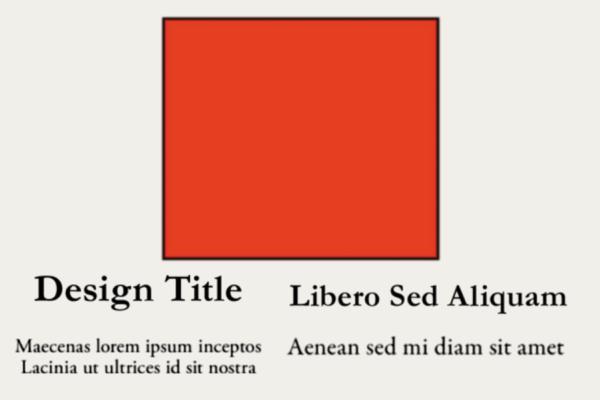 Design Title
Maecenas lorem ipsum inceptos
Lacinia ut ultrices id sit nostra
Libero Sed Aliquam
Aenean sed mi diam sit amet